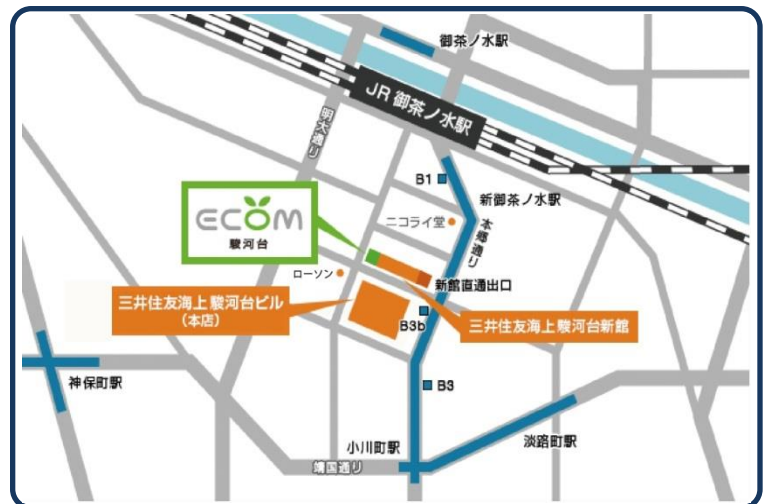 御茶ノ水駅
JR 御茶ノ水駅
明大通り
B1
新御茶ノ水駅
ECOM
駿河台
ニコライ堂
本郷通り
ローソン
新館直通出口
三井住友海上 駿河台ビル
（本店）
B3b
三井住友海上 駿河台新館
神保町駅
B3
小川町駅
淡路町駅
靖国通り